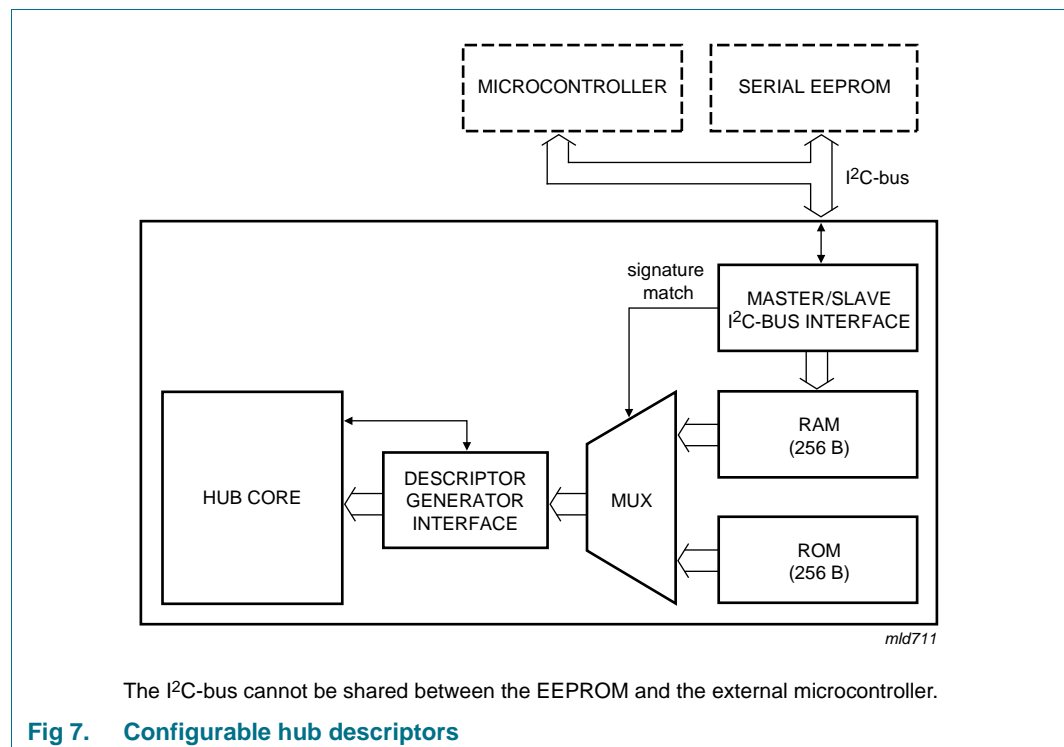 MICROCONTROLLER
SERIAL EEPROM
I2C-bus
signature
match
MASTER/SLAVE
I2C-BUS INTERFACE
RAM
(256 B)
HUB CORE
DESCRIPTOR
GENERATOR
INTERFACE
MUX
ROM
(256 B)
mld711
The I2C-bus cannot be shared between the EEPROM and the external microcontroller.
Fig 7. Configurable hub descriptors